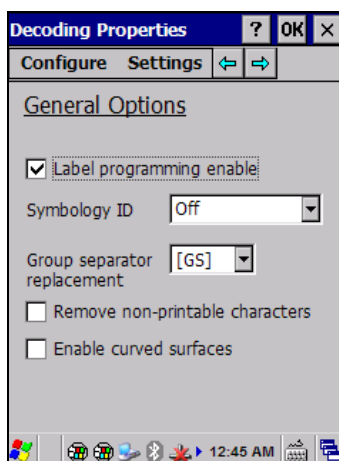 Decoding Properties ? OK ×
Configure Settings
General Options
Label programming enable
Symbology ID Off
Group separator replacement [GS]
Remove non-printable characters
Enable curved surfaces
12:45 AM